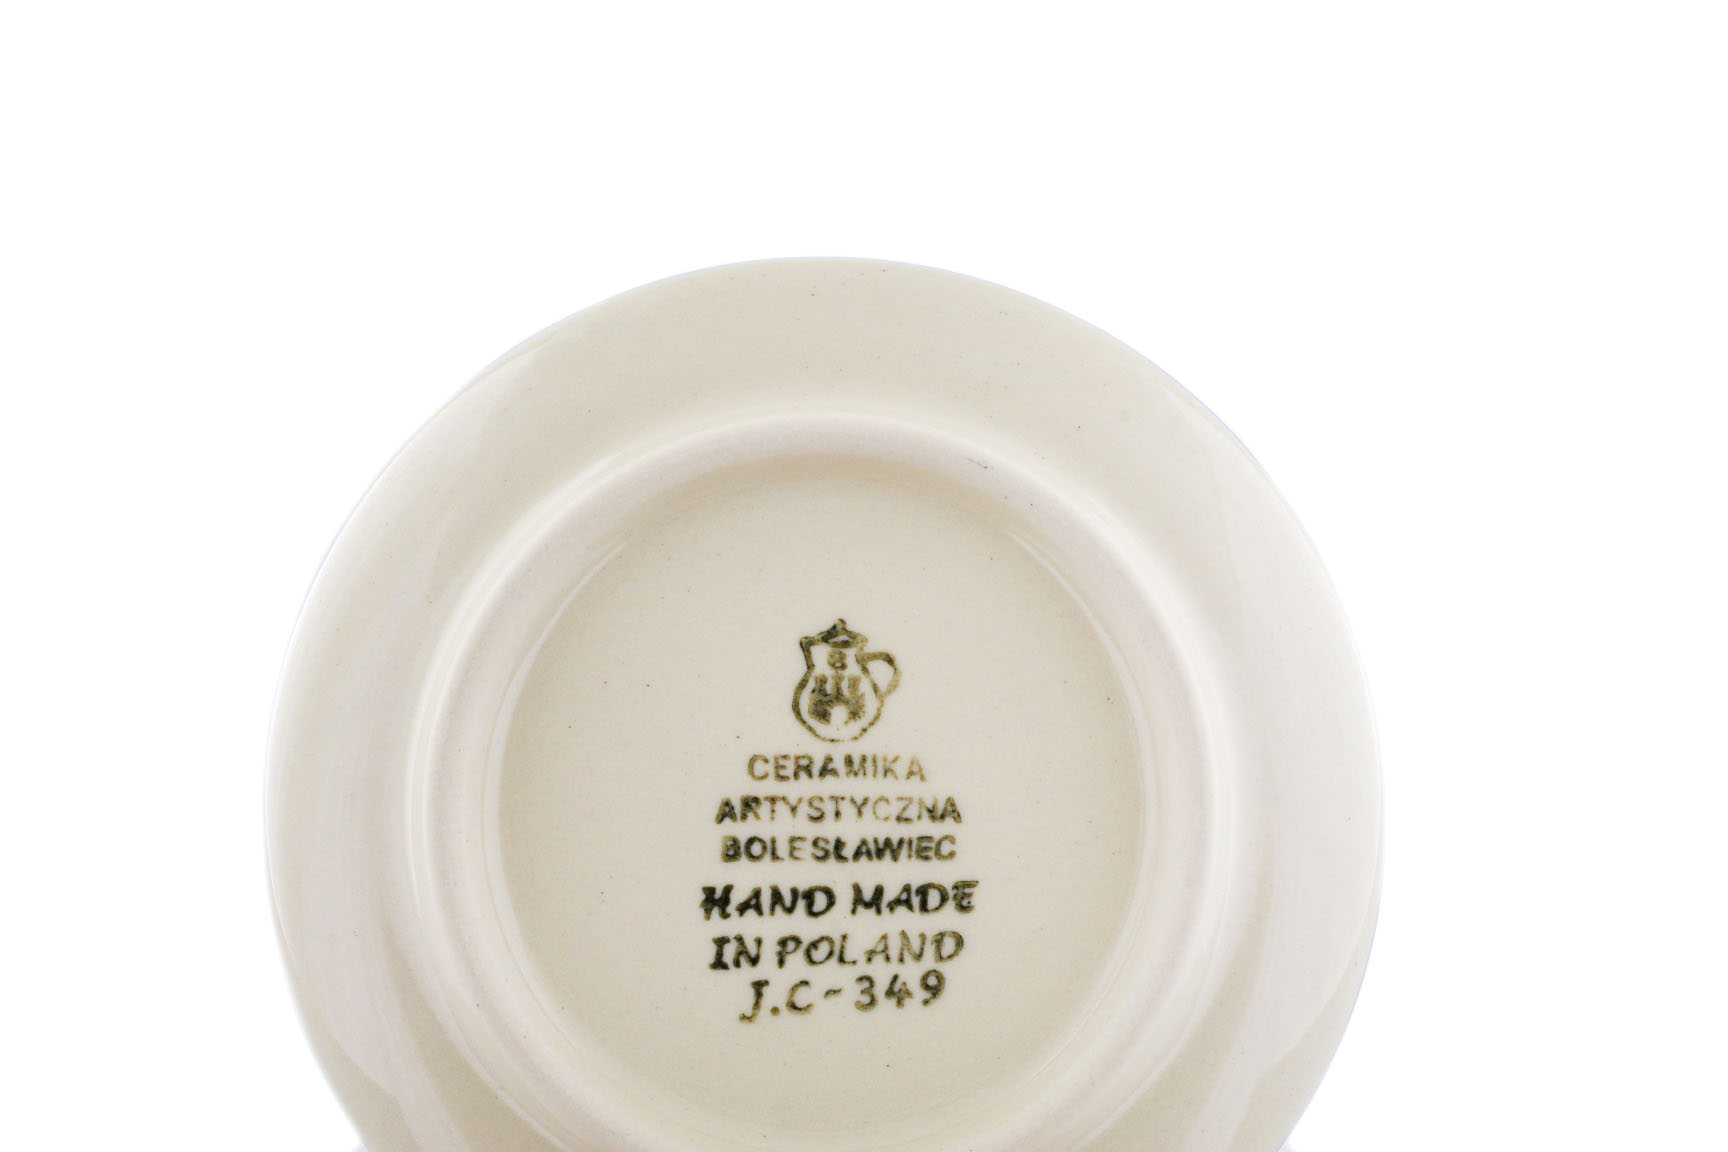 B
CERAMIKA
ARTYSTYCZNA
BOLESŁAWIEC
HAND MADE
IN POLAND
J.C~349